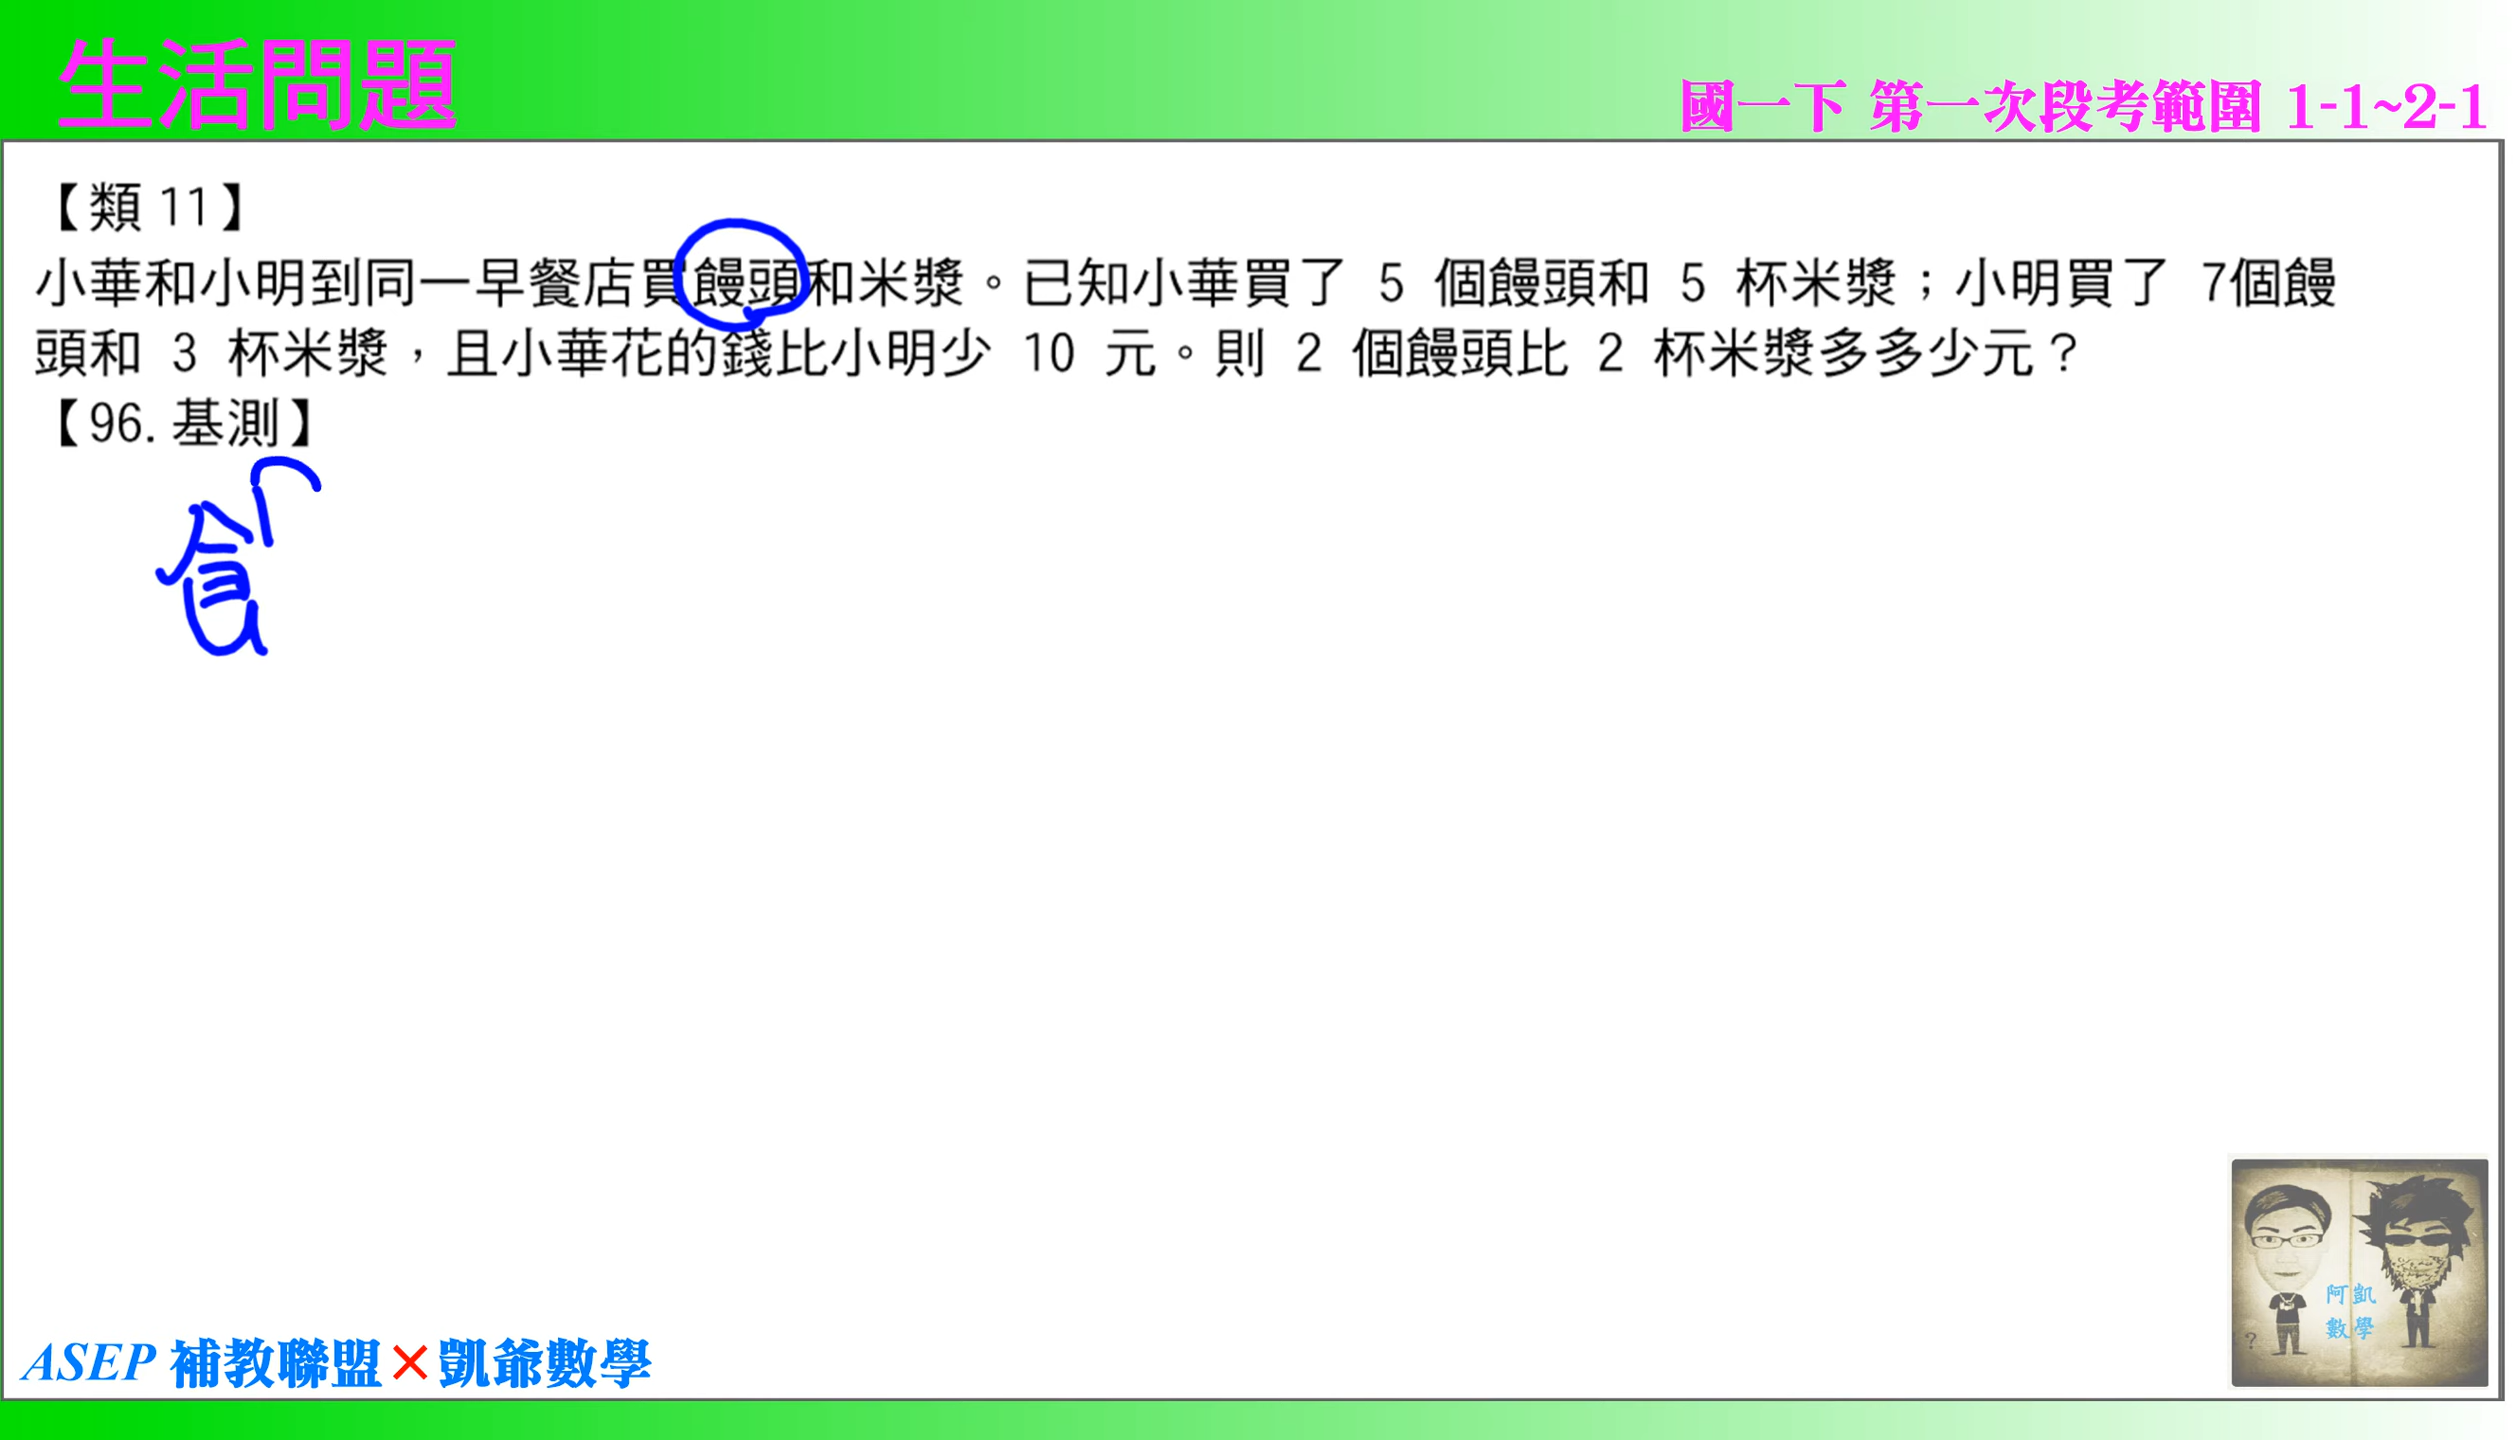 生活問題
國一下 第一次段考範圍 1-1~2-1
【類 11】
小華和小明到同一早餐店買饅頭和米漿。已知小華買了 5 個饅頭和 5 杯米漿；小明買了 7個饅
頭和 3 杯米漿，且小華花的錢比小明少 10 元。則 2 個饅頭比 2 杯米漿多多少元？
【96.基測】
阿凱
數學
?
ASEP 補教聯盟×凱爺數學